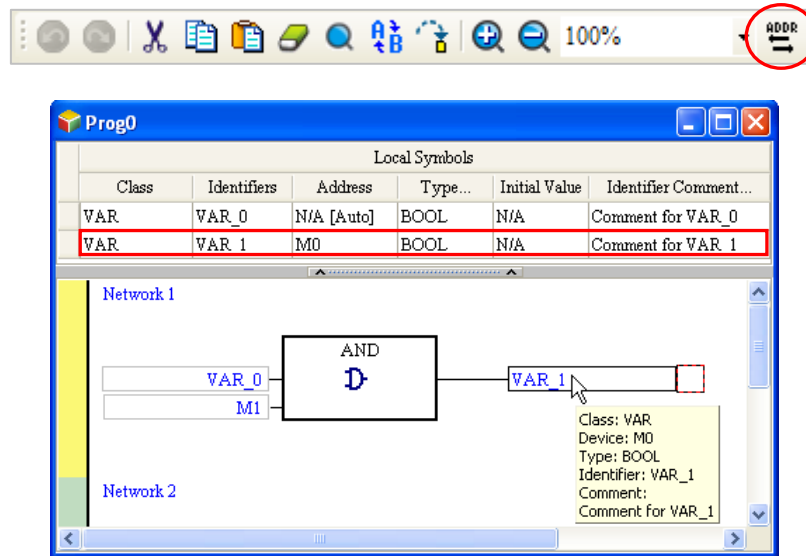 100%
ADDR
Prog0
Local Symbols
Class Identifiers Address Type... Initial Value Identifier Comment...
VAR VAR_0 N/A [Auto] BOOL N/A Comment for VAR_0
VAR VAR_1 M0 BOOL N/A Comment for VAR_1
Network 1
AND
VAR_0
VAR_1
M1
Class: VAR
Device: M0
Type: BOOL
Identifier: VAR_1
Comment:
Comment for VAR_1
Network 2